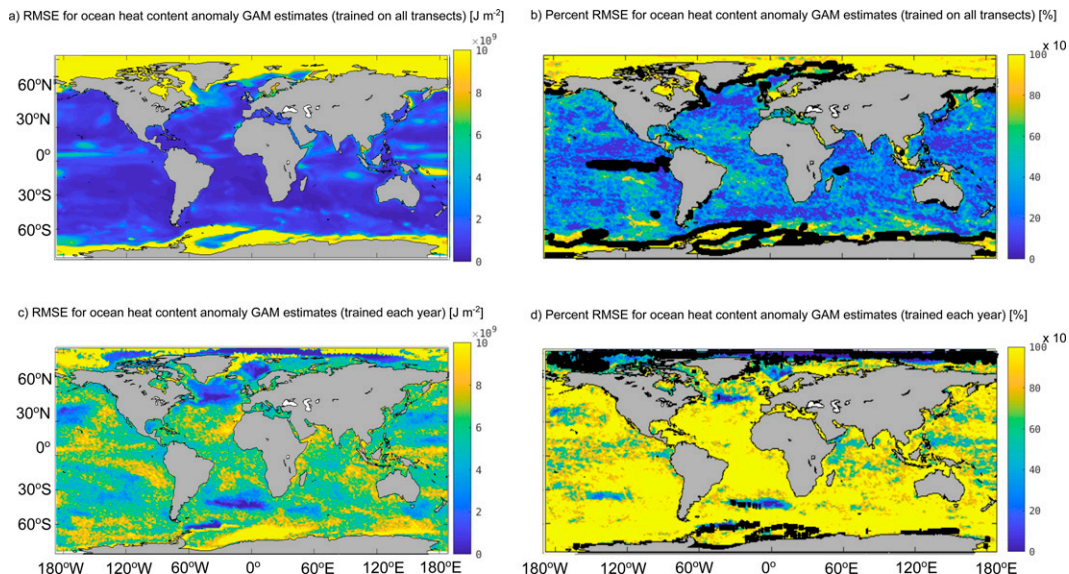 a) RMSE for ocean heat content anomaly GAM estimates (trained on all transects) [J m⁻²]
×10⁹
60°N
30°N
0°
30°S
60°S
10
8
6
4
2
0
b) Percent RMSE for ocean heat content anomaly GAM estimates (trained on all transects) [%]
100 x 10
80
60
40
20
0
c) RMSE for ocean heat content anomaly GAM estimates (trained each year) [J m⁻²]
×10⁹
60°N
30°N
0°
30°S
60°S
10
8
6
4
2
0
180°W 120°W 60°W 0° 60°E 120°E 180°E
d) Percent RMSE for ocean heat content anomaly GAM estimates (trained each year) [%]
100 x 10
80
60
40
20
0
180°W 120°W 60°W 0° 60°E 120°E 180°E